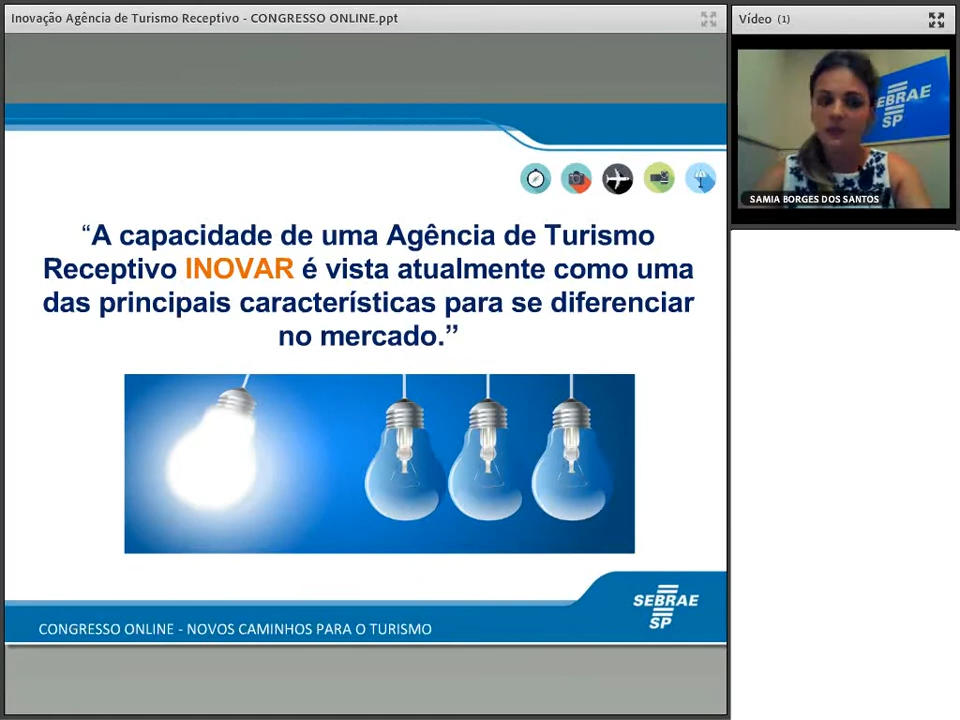 Inovação Agência de Turismo Receptivo - CONGRESSO ONLINE.ppt
Vídeo (1)
SEBRAE
SP
SAMIA BORGES DOS SANTOS
“A capacidade de uma Agência de Turismo
Receptivo INOVAR é vista atualmente como uma
das principais características para se diferenciar
no mercado.”
SEBRAE
SP
CONGRESSO ONLINE - NOVOS CAMINHOS PARA O TURISMO